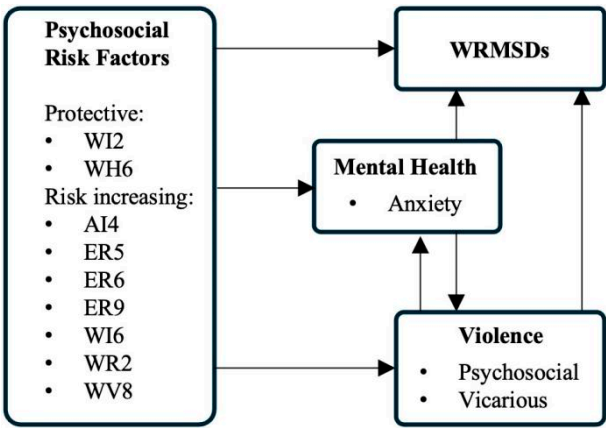 Psychosocial
Risk Factors
Protective:
• WI2
• WH6
Risk increasing:
• AI4
• ER5
• ER6
• ER9
• WI6
• WR2
• WV8
WRMSDs
Mental Health
• Anxiety
Violence
• Psychosocial
• Vicarious